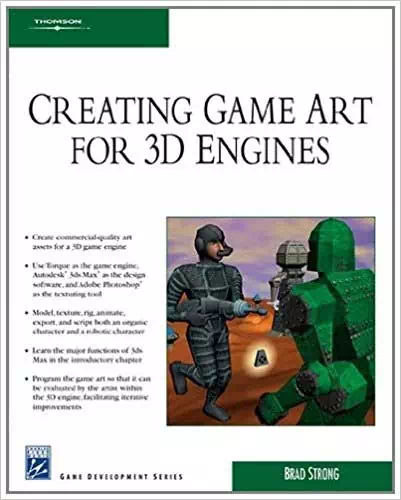 THOMSON
CREATING GAME ART
FOR 3D ENGINES
• Create commercial-quality art
assets for a 3D game engine
• Use Torque as the game engine,
Autodesk® 3ds Max® as the design
software, and Adobe Photoshop®
as the texturing tool
• Model, texture, rig, animate,
export, and script both an organic
character and a robotic character
• Learn the major functions of 3ds
Max in the introductory chapter
• Program the game art so that it can
be evaluated by the artist within
the 3D engine, facilitating iterative
improvements
GAME DEVELOPMENT SERIES
BRAD STRONG